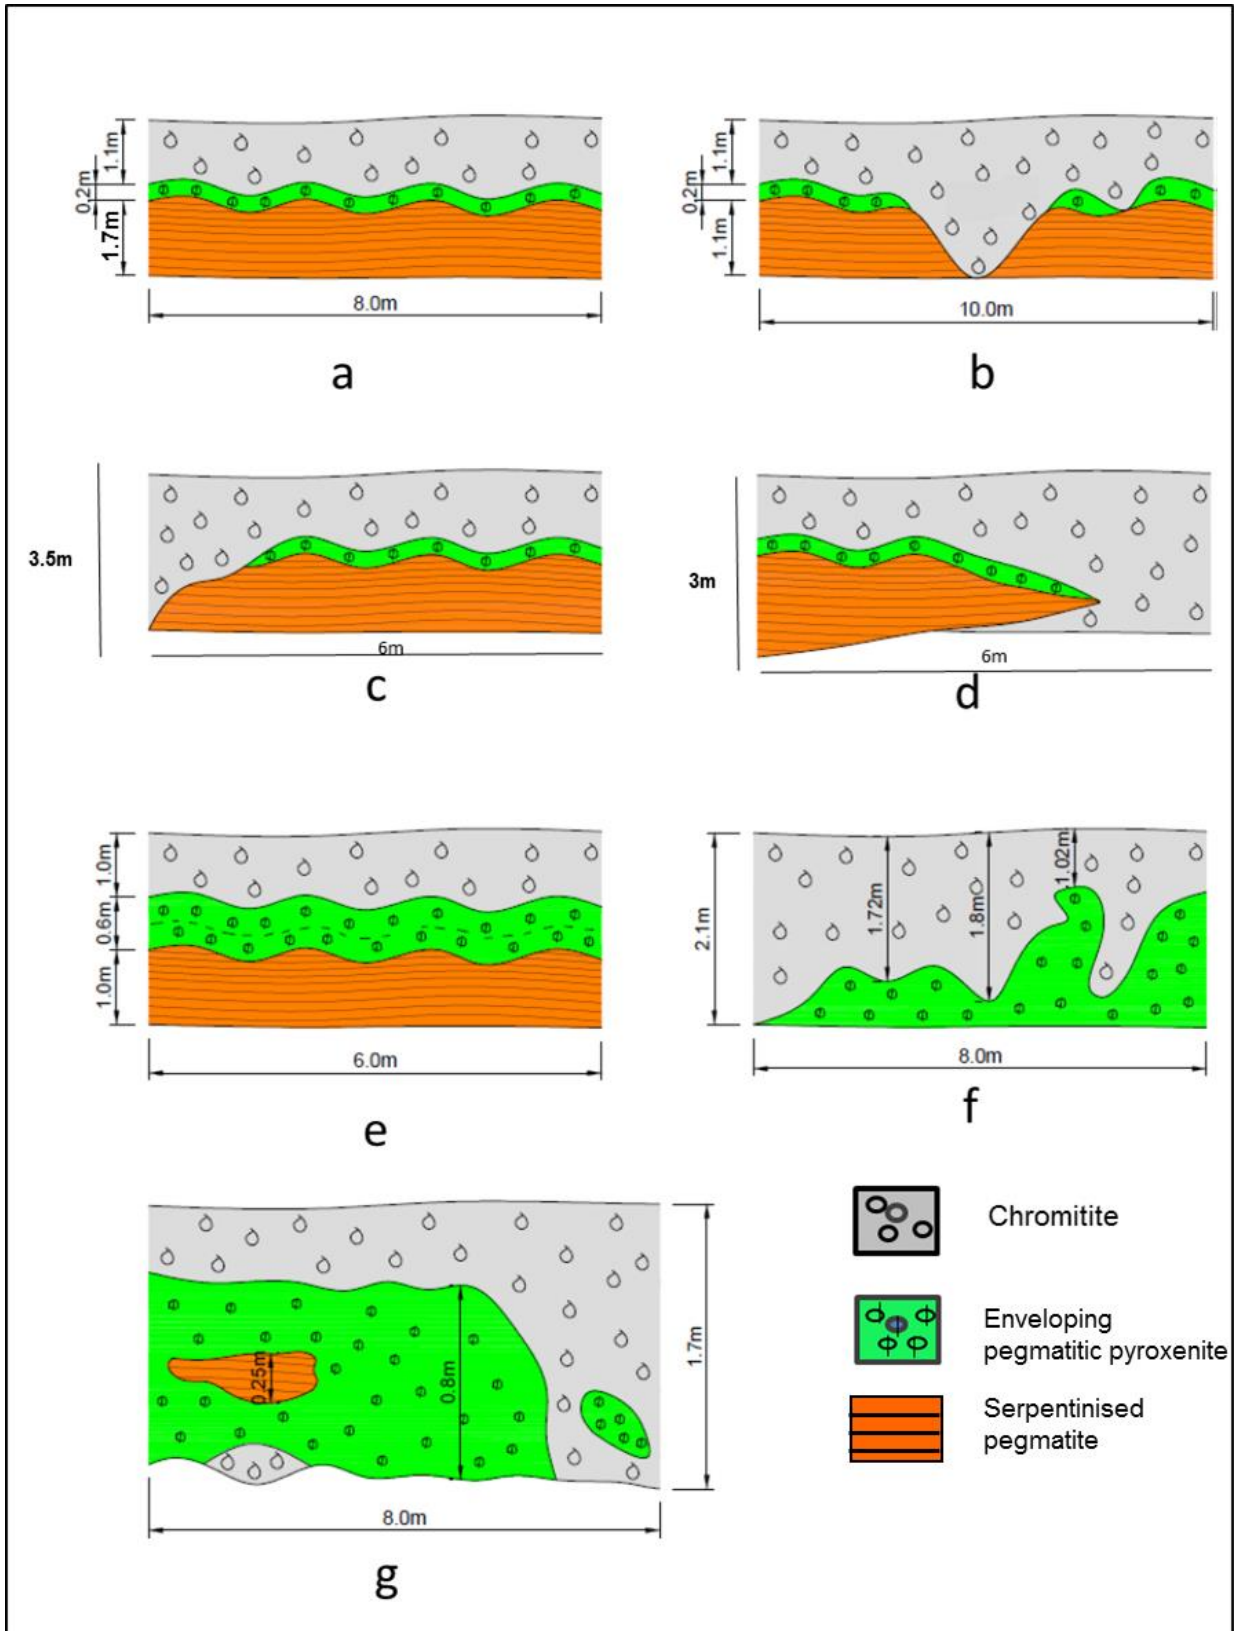 1.1m
0.2m
1.7m
8.0m
a
1.1m
0.2m
1.1m
10.0m
b
3.5m
6m
c
3m
6m
d
1.0m
0.6m
1.0m
6.0m
e
2.1m
1.72m
1.8m
1.02m
8.0m
f
0.25m
0.8m
1.7m
8.0m
g
Chromitite
Enveloping
pegmatitic pyroxenite
Serpentinised
pegmatite